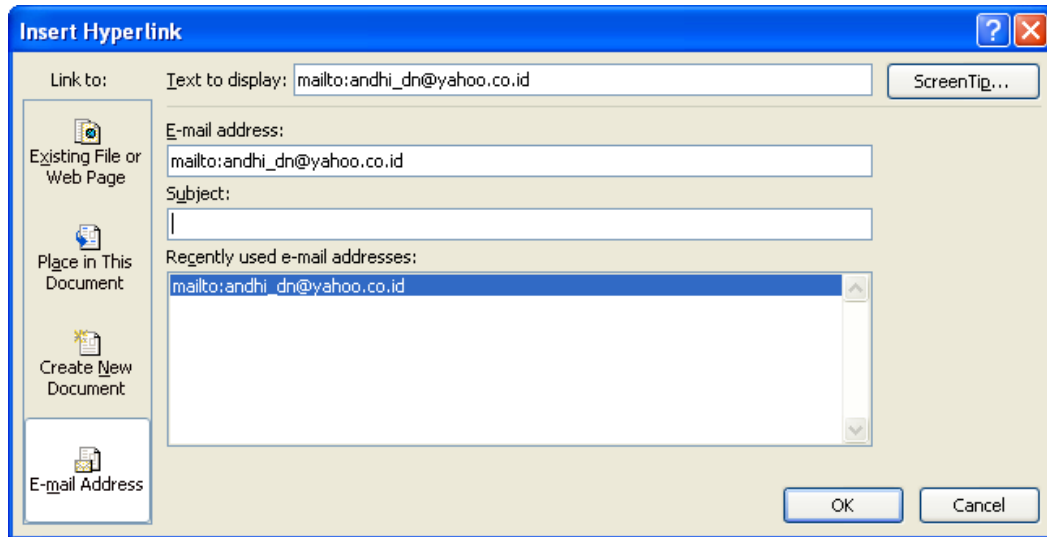 Insert Hyperlink
Link to:
Text to display: mailto:andhi_dn@yahoo.co.id
ScreenTip...
Existing File or
Web Page
Place in This
Document
Create New
Document
E-mail Address
E-mail address:
mailto:andhi_dn@yahoo.co.id
Subject:
Recently used e-mail addresses:
mailto:andhi_dn@yahoo.co.id
OK
Cancel